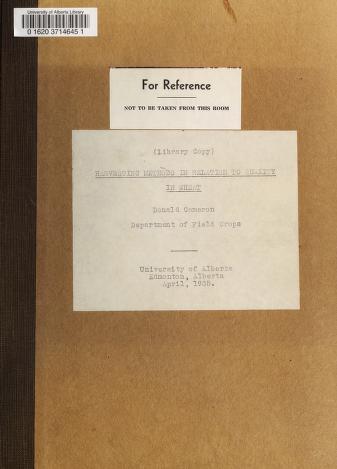 University of Alberta Library
0 1620 3714645 1
For Reference
NOT TO BE TAKEN FROM THIS ROOM
(Library Copy)
HARVESTING METHODS IN RELATION TO QUALITY
IN WHEAT
Donald Cameron
Department of Field Crops
University of Alberta
Edmonton, Alberta
April,